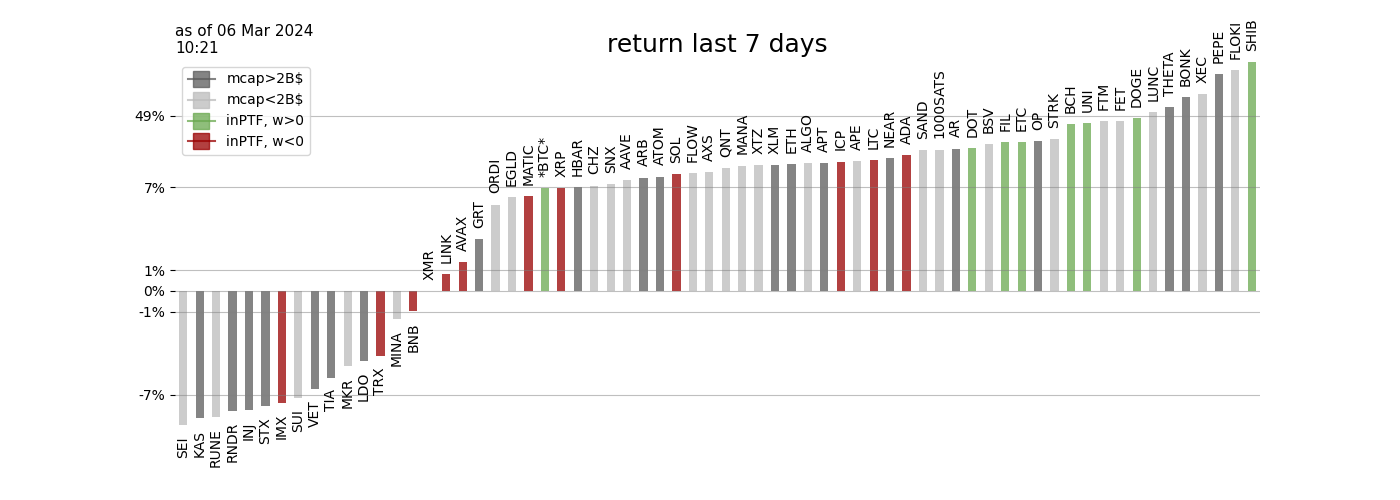 as of 06 Mar 2024
10:21
return last 7 days
mcap>2B$
mcap<2B$
inPTF, w>0
inPTF, w<0
49%
7%
1%
0%
-1%
-7%
SEI
KAS
RUNE
RNDR
INJ
STX
IMX
SUI
VET
TIA
MKR
LDO
TRX
MINA
BNB
XMR
LINK
AVAX
GRT
ORDI
EGLD
MATIC
*BTC*
XRP
HBAR
CHZ
SNX
AAVE
ARB
ATOM
SOL
FLOW
AXS
QNT
MANA
XTZ
XLM
ETH
ALGO
APT
ICP
APE
LTC
NEAR
ADA
SAND
1000SATS
AR
DOT
BSV
FIL
ETC
OP
STRK
BCH
UNI
FTM
FET
DOGE
LUNC
THETA
BONK
XEC
PEPE
FLOKI
SHIB